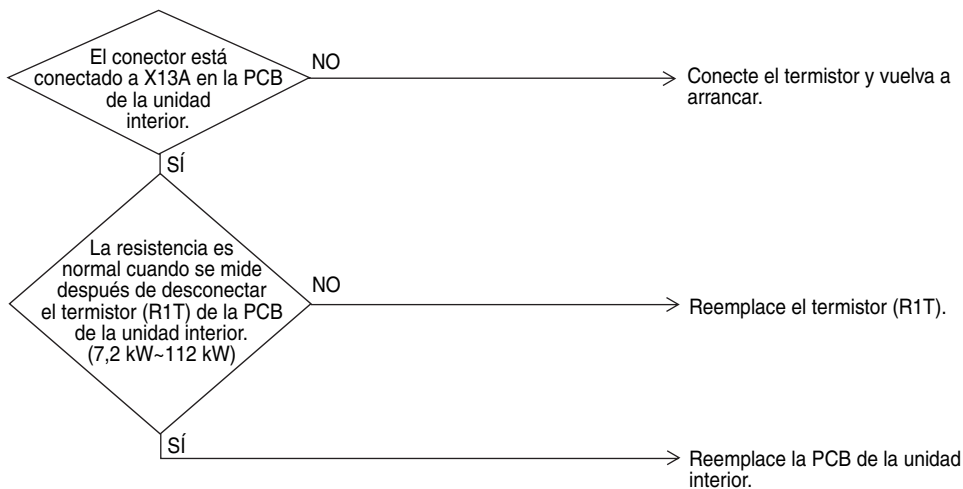 El conector está
conectado a X13A en la PCB
de la unidad
interior.
NO
Conecte el termistor y vuelva a
arrancar.
SÍ
La resistencia es
normal cuando se mide
después de desconectar
el termistor (R1T) de la PCB
de la unidad interior.
(7,2 kW~112 kW)
NO
Reemplace el termistor (R1T).
SÍ
Reemplace la PCB de la unidad
interior.